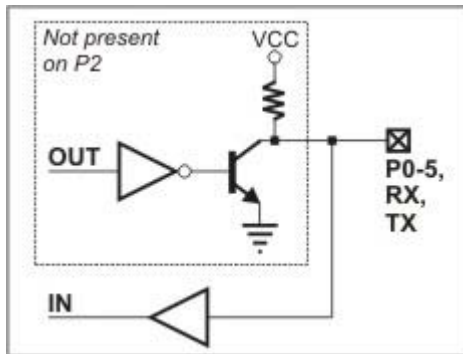 Not present
on P2
VCC
OUT
P0-5,
RX,
TX
IN